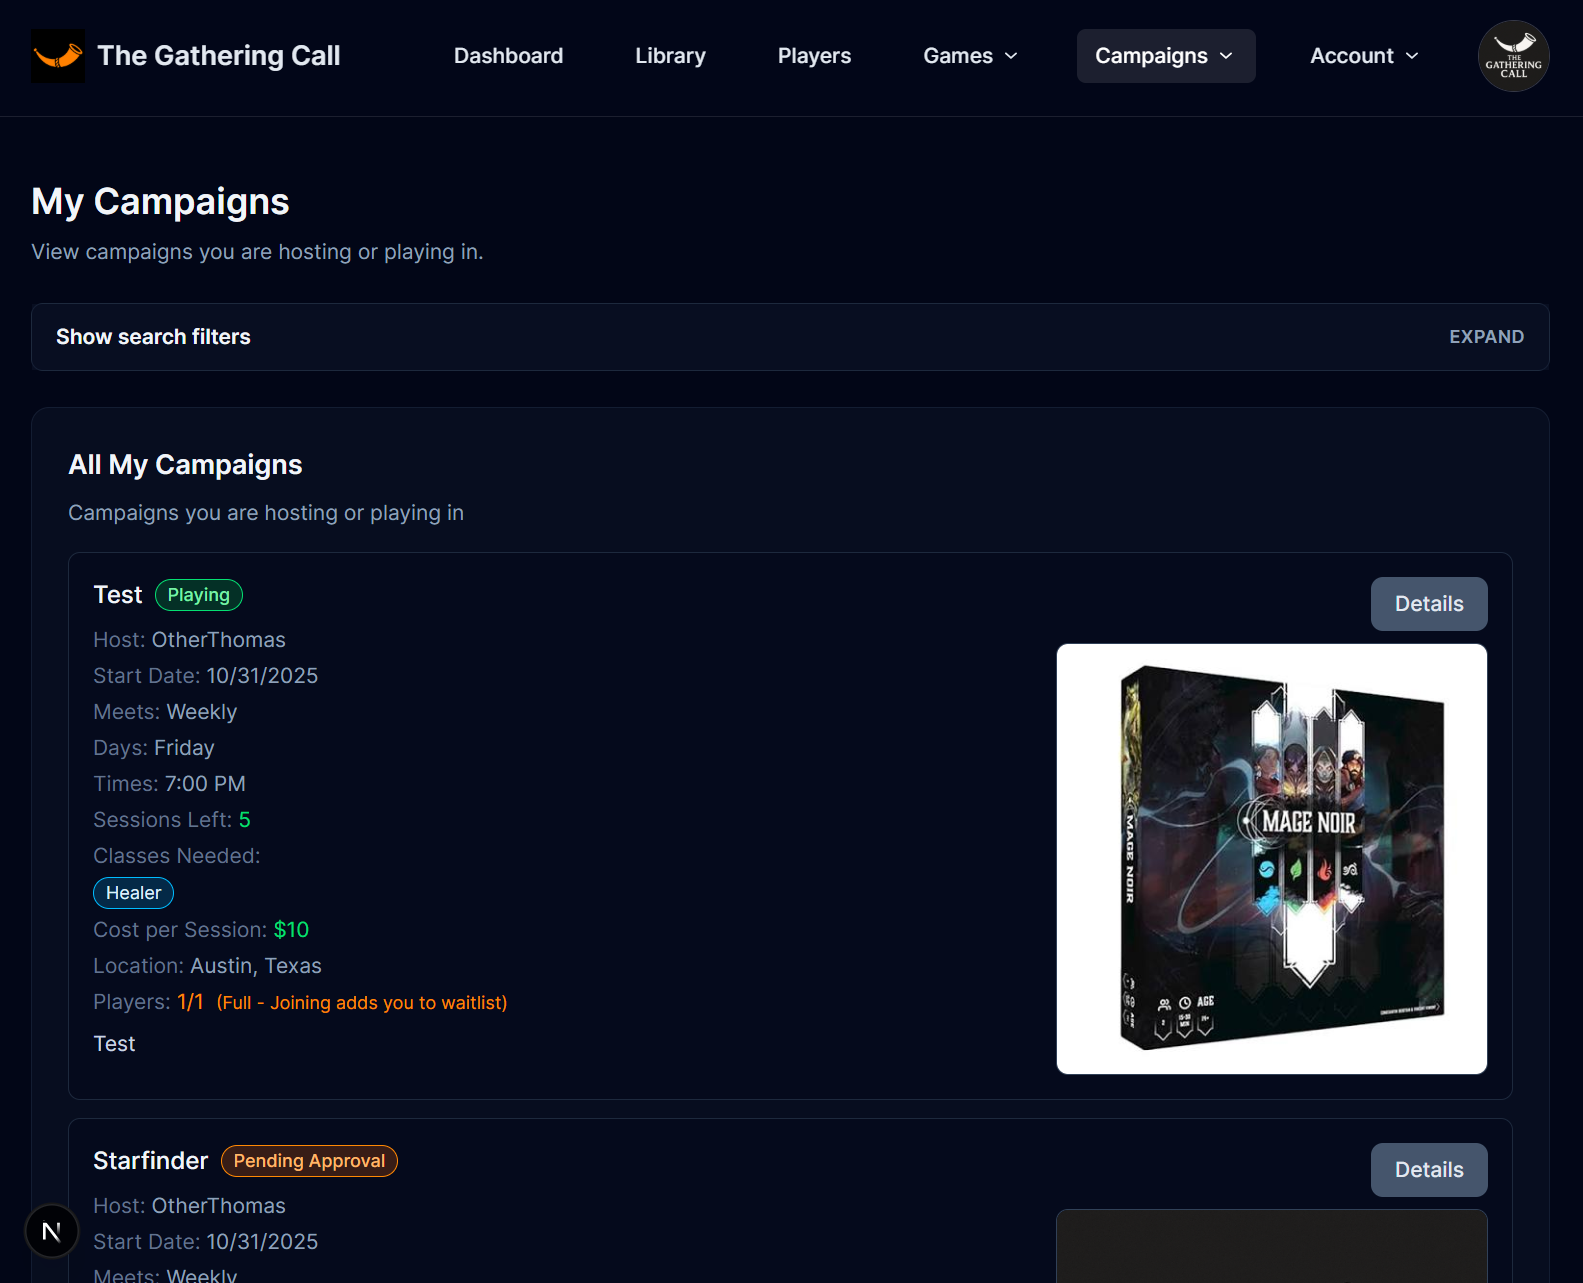 The Gathering Call
Dashboard
Library
Players
Games
Campaigns
Account
THE
GATHERING
CALL
My Campaigns
View campaigns you are hosting or playing in.
Show search filters
EXPAND
All My Campaigns
Campaigns you are hosting or playing in
Test Playing
Details
Host: OtherThomas
Start Date: 10/31/2025
Meets: Weekly
Days: Friday
Times: 7:00 PM
Sessions Left: 5
Classes Needed:
Healer
Cost per Session: $10
Location: Austin, Texas
Players: 1/1 (Full - Joining adds you to waitlist)
Test
MAGE NOIR
MAGE NOIR
AGE
Starfinder Pending Approval
Details
Host: OtherThomas
Start Date: 10/31/2025
Meets: Weekly
N